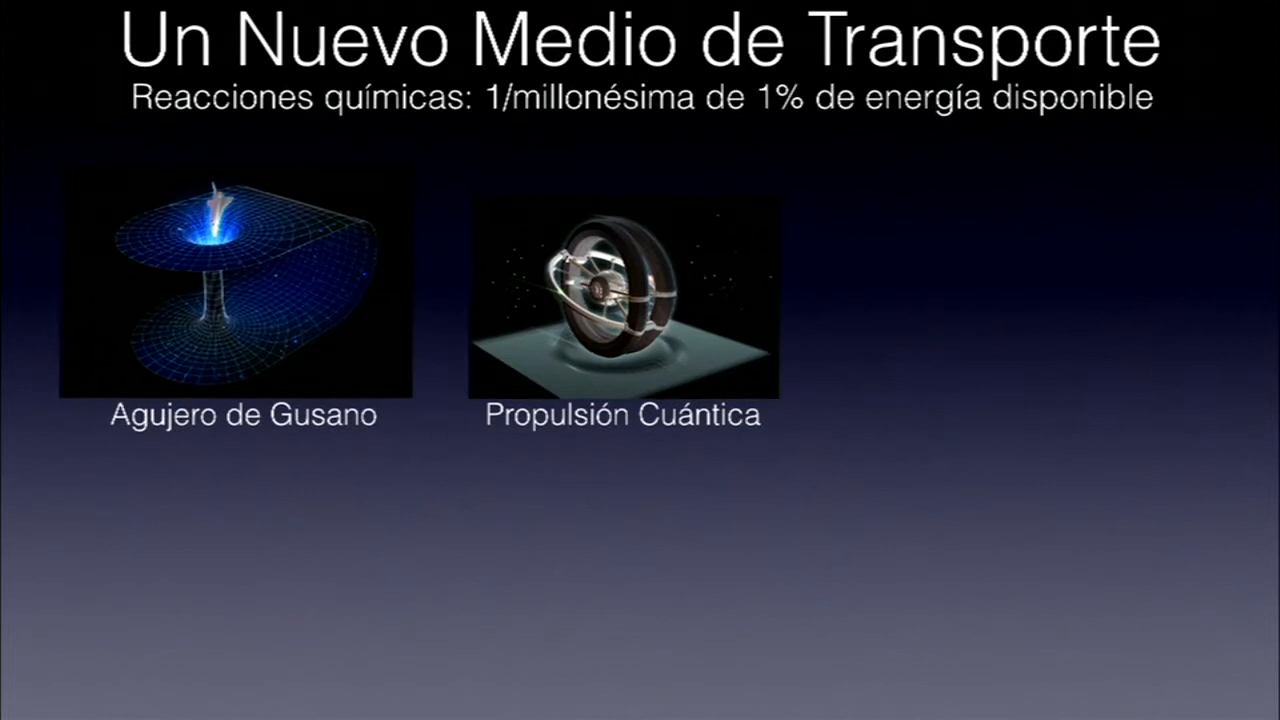 Un Nuevo Medio de Transporte
Reacciones químicas: 1/millonésima de 1% de energía disponible
Agujero de Gusano
Propulsión Cuántica